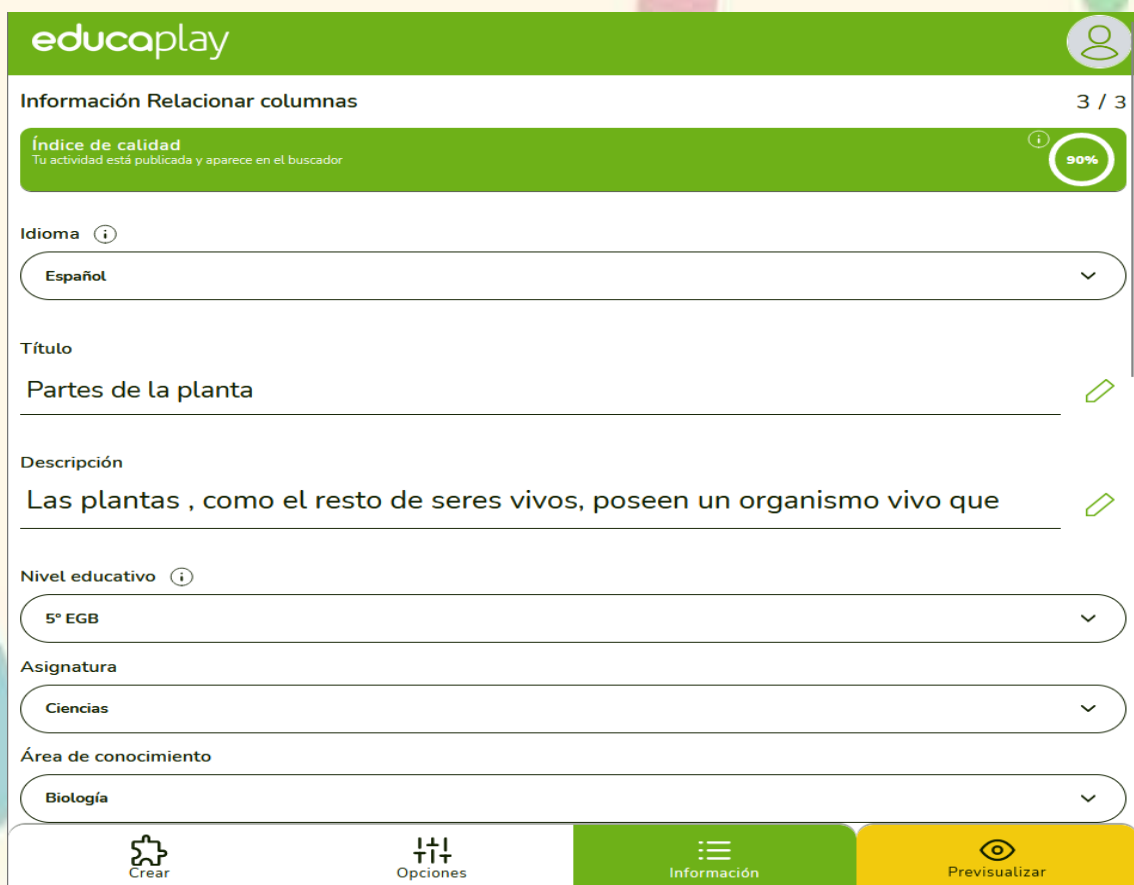 educaplay
Información Relacionar columnas
3 / 3
Índice de calidad
Tu actividad está publicada y aparece en el buscador
90%
Idioma
Español
Título
Partes de la planta
Descripción
Las plantas , como el resto de seres vivos, poseen un organismo vivo que
Nivel educativo
5º EGB
Asignatura
Ciencias
Área de conocimiento
Biología
Crear
Opciones
Información
Previsualizar